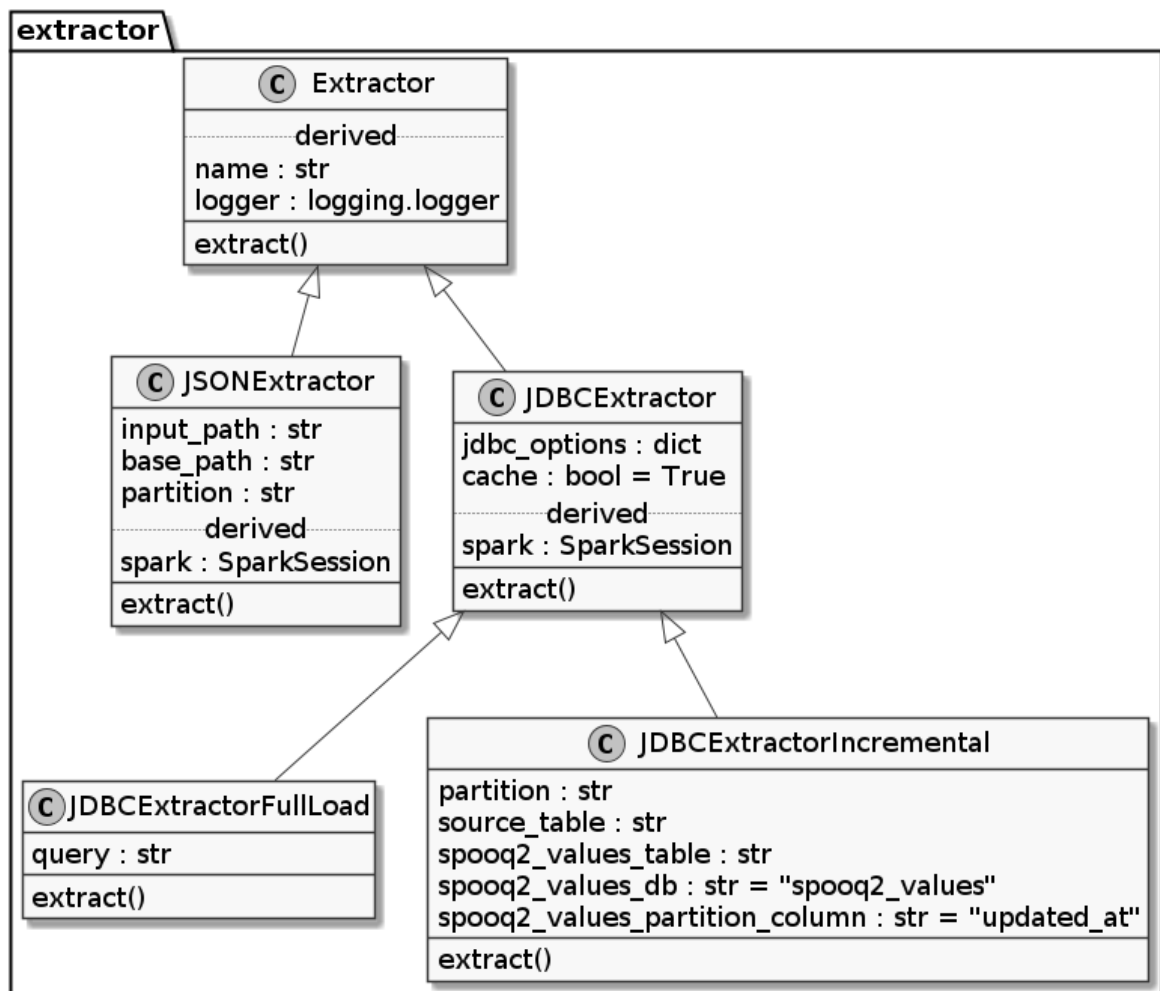 extractor
C Extractor
derived
name : str
logger : logging.logger
extract()
C JSONExtractor
input_path : str
base_path : str
partition : str
derived
spark : SparkSession
extract()
C JDBCExtractor
jdbc_options : dict
cache : bool = True
derived
spark : SparkSession
extract()
C JDBCExtractorFullLoad
query : str
extract()
C JDBCExtractorIncremental
partition : str
source_table : str
spooq2_values_table : str
spooq2_values_db : str = "spooq2_values"
spooq2_values_partition_column : str = "updated_at"
extract()